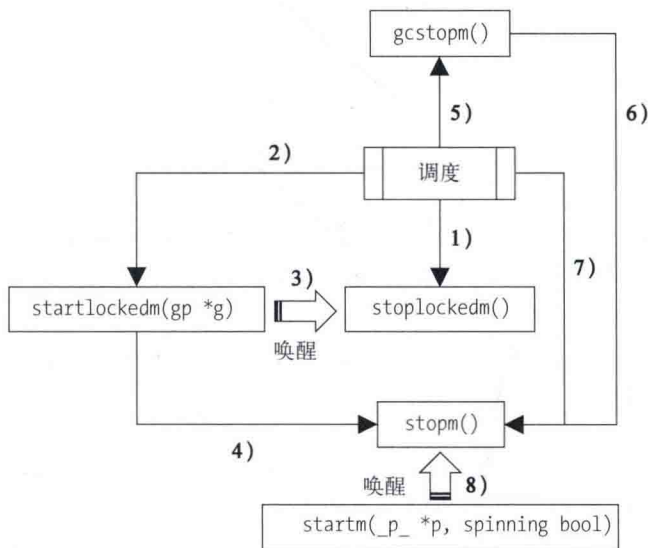 gcstopm()
5)
6)
2)
调度
1)
7)
3)
startlockedm(gp *g)
stoplockedm()
唤醒
stopm()
4)
唤醒
8)
startm(_p_ *p, spinning bool)